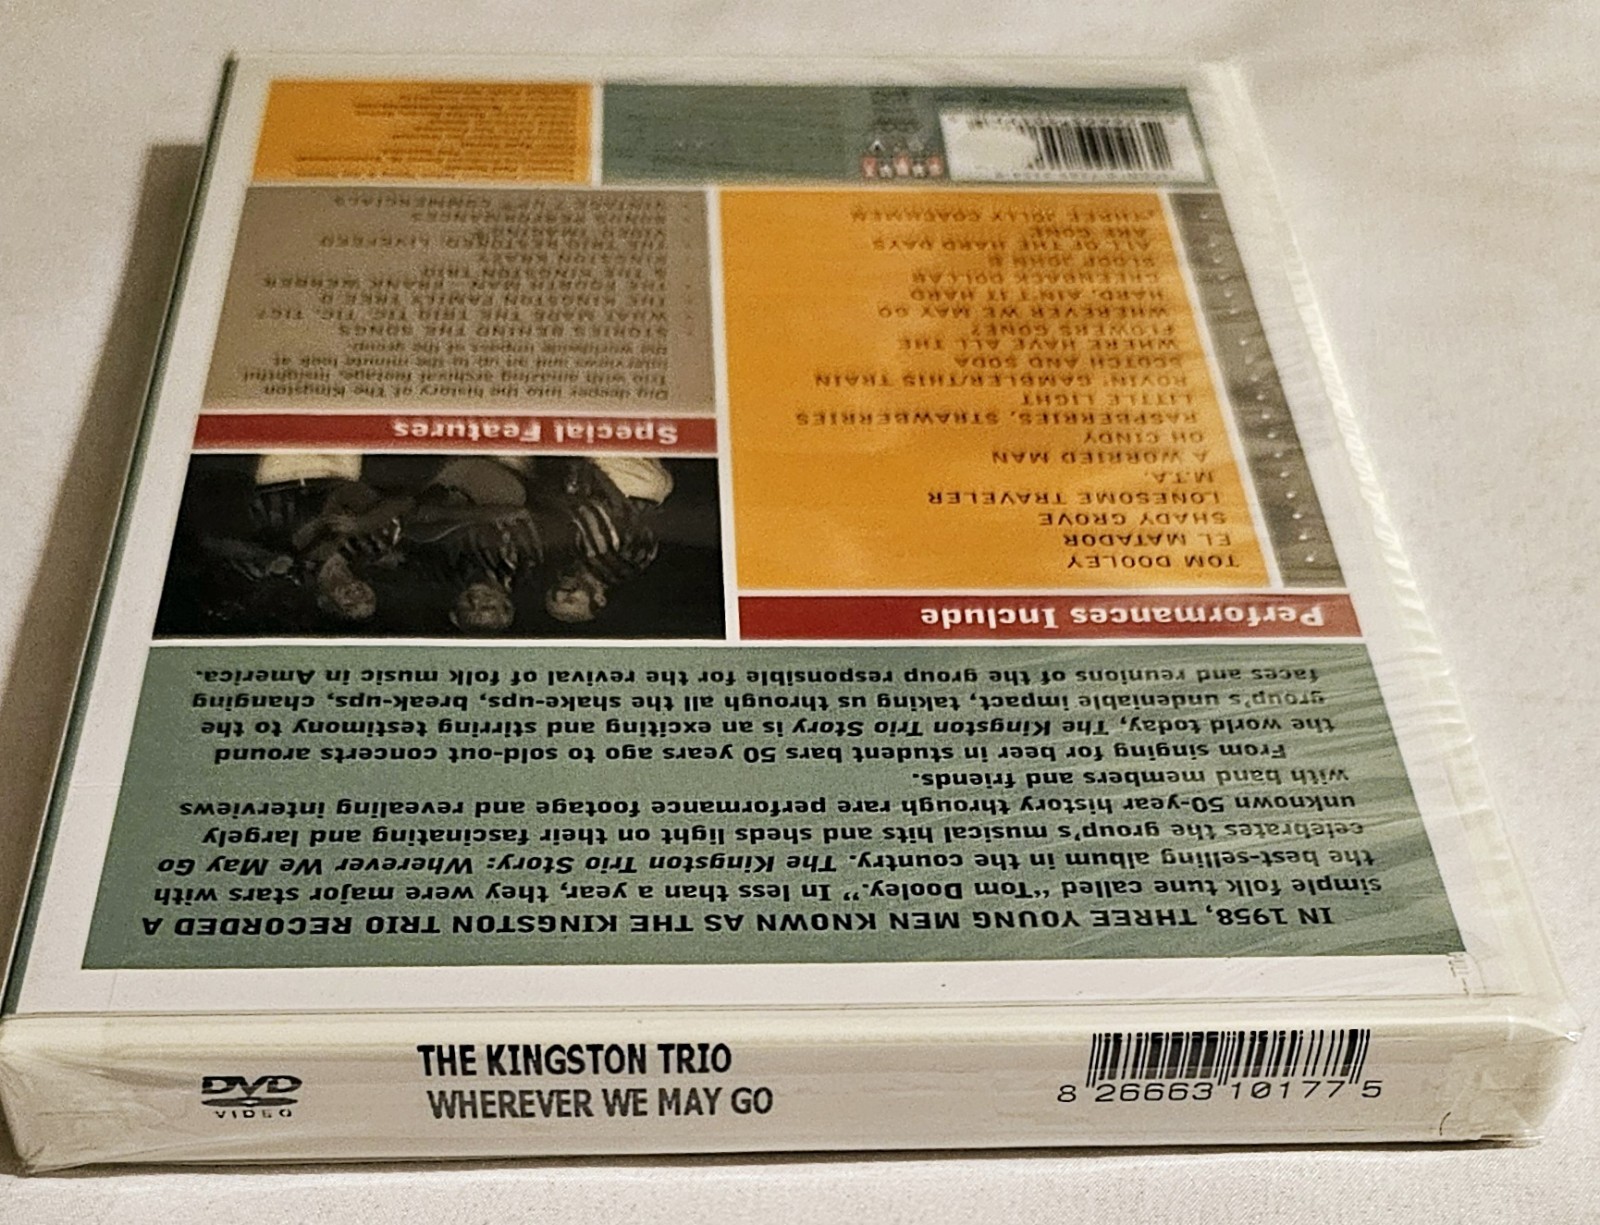 THE KINGSTON TRIO
WHEREVER WE MAY GO
DVD
VIDEO
8 26663 10177 5
IN 1958, THREE YOUNG MEN KNOWN AS THE KINGSTON TRIO RECORDED A
simple folk tune called “Tom Dooley.” In less than a year, they were major stars with
the best-selling album in the country. The Kingston Trio Story: Wherever We May Go
celebrates the group's musical hits and sheds light on their fascinating and largely
unknown 50-year history through rare performance footage and revealing interviews
with band members and friends.
From singing for beer in student bars 50 years ago to sold-out concerts around
the world today, The Kingston Trio Story is an exciting and stirring testimony to the
group's undeniable impact, taking us through all the shake-ups, break-ups, changing
faces and reunions of the group responsible for the revival of folk music in America.
Performances Include
TOM DOOLEY
EL MATADOR
SHADY GROVE
LONESOME TRAVELER
M.T.A.
A WORRIED MAN
OH CINDY
RASPBERRIES, STRAWBERRIES
LITTLE LIGHT
ROVIN' GAMBLER/THIS TRAIN
SCOTCH AND SODA
WHERE HAVE ALL THE
FLOWERS GONE?
WHEREVER WE MAY GO
HARD, AIN'T IT HARD
GREENBACK DOLLAR
SLOOP JOHN B
ALL OF THE HARD DAYS
ARE GONE
THREE JOLLY COACHMEN
Special Features
Dig deeper into the history of The Kingston
Trio with amazing archival footage, insightful
interviews and an up to the minute look at
the worldwide impact of the group.
STORIES BEHIND THE SONGS
WHAT MADE THE TRIO TIC, TIC, TIC?
THE KINGSTON FAMILY TREE O
THE FOURTH MAN - FRANK WERBER
& THE KINGSTON TRIO
KINGSTON KRAZY
THE TRIO RESTORED: LIVEFEED
VIDEO IMAGING
BONUS PERFORMANCES
VINTAGE 7 UP COMMERCIALS